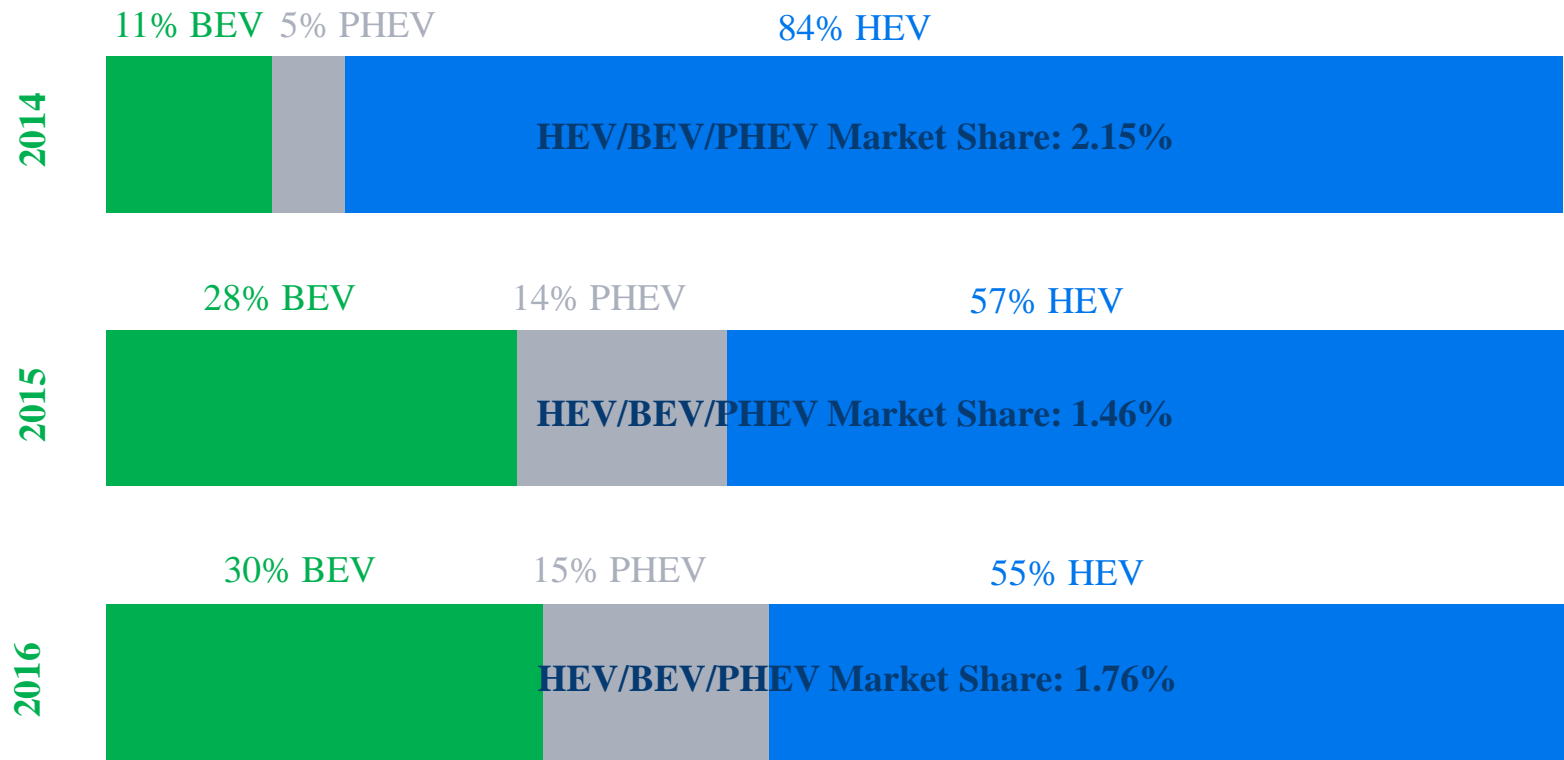 11% BEV 5% PHEV 84% HEV
2014
HEV/BEV/PHEV Market Share: 2.15%
28% BEV 14% PHEV 57% HEV
2015
HEV/BEV/PHEV Market Share: 1.46%
30% BEV 15% PHEV 55% HEV
2016
HEV/BEV/PHEV Market Share: 1.76%